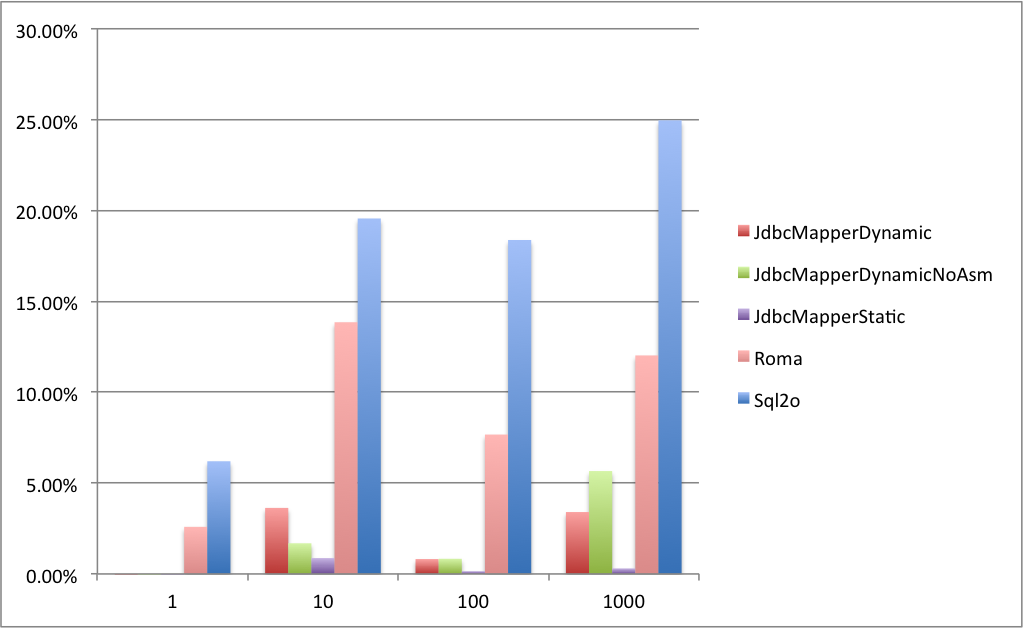 30.00%
25.00%
20.00%
15.00%
10.00%
5.00%
0.00%
1
10
100
1000
JdbcMapperDynamic
JdbcMapperDynamicNoAsm
JdbcMapperStatic
Roma
Sql2o